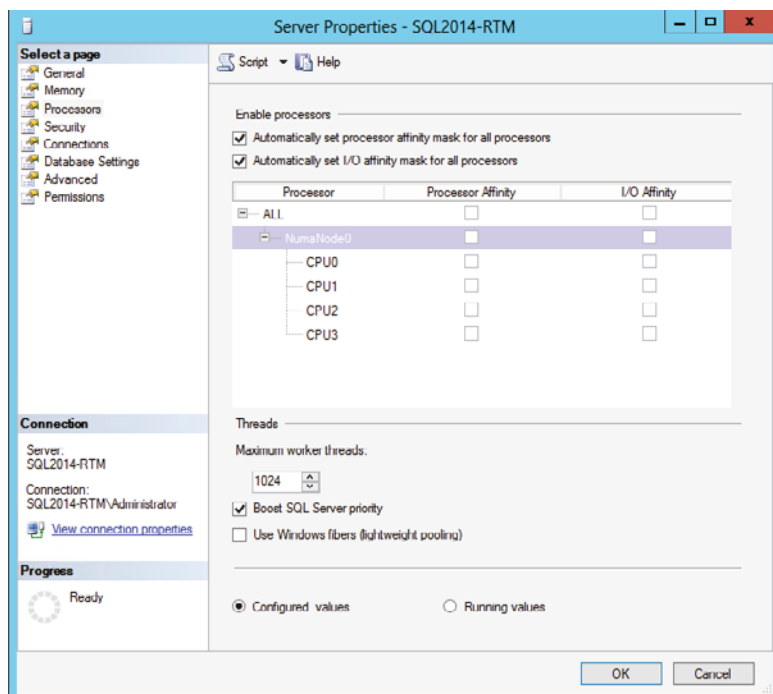 Server Properties - SQL2014-RTM
Select a page
General
Memory
Processors
Security
Connections
Database Settings
Advanced
Permissions
Script
Help
Enable processors
Automatically set processor affinity mask for all processors
Automatically set I/O affinity mask for all processors
Processor Processor Affinity I/O Affinity
ALL
NumaNode0
CPU0
CPU1
CPU2
CPU3
Connection
Server:
SQL2014-RTM
Connection:
SQL2014-RTM\Administrator
View connection properties
Progress
Ready
Threads
Maximum worker threads:
1024
Boost SQL Server priority
Use Windows fibers (lightweight pooling)
Configured values Running values
OK Cancel